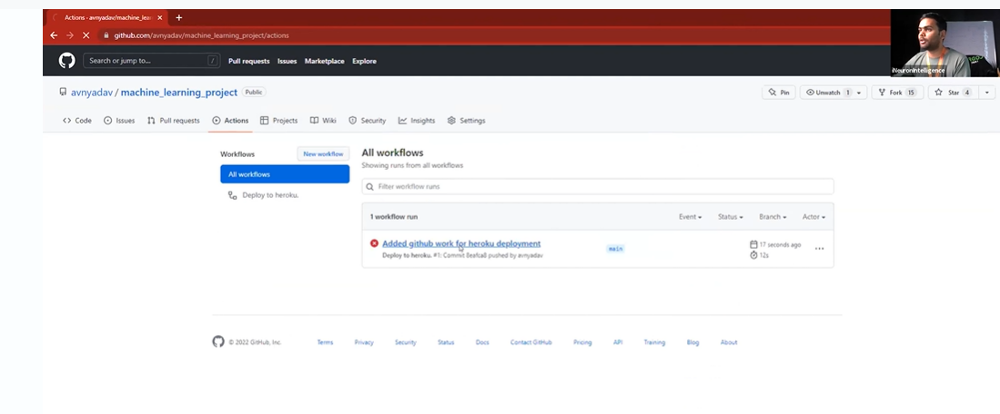 Actions · avnyadav/machine_lea
github.com/avnyadav/machine_learning_project/actions
iNeuronIntelligence
Search or jump to... /
Pull requests Issues Marketplace Explore
avnyadav / machine_learning_project Public
Pin Unwatch 1 Fork 15 Star 4
Code Issues Pull requests Actions Projects Wiki Security Insights Settings
Workflows New workflow
All workflows
Deploy to heroku.
All workflows
Showing runs from all workflows
Filter workflow runs
1 workflow run Event Status Branch Actor
Added github work for heroku deployment main 17 seconds ago
Deploy to heroku. #1: Commit pushed by avnyadav 12s
© 2022 GitHub, Inc. Terms Privacy Security Status Docs Contact GitHub Pricing API Training Blog About